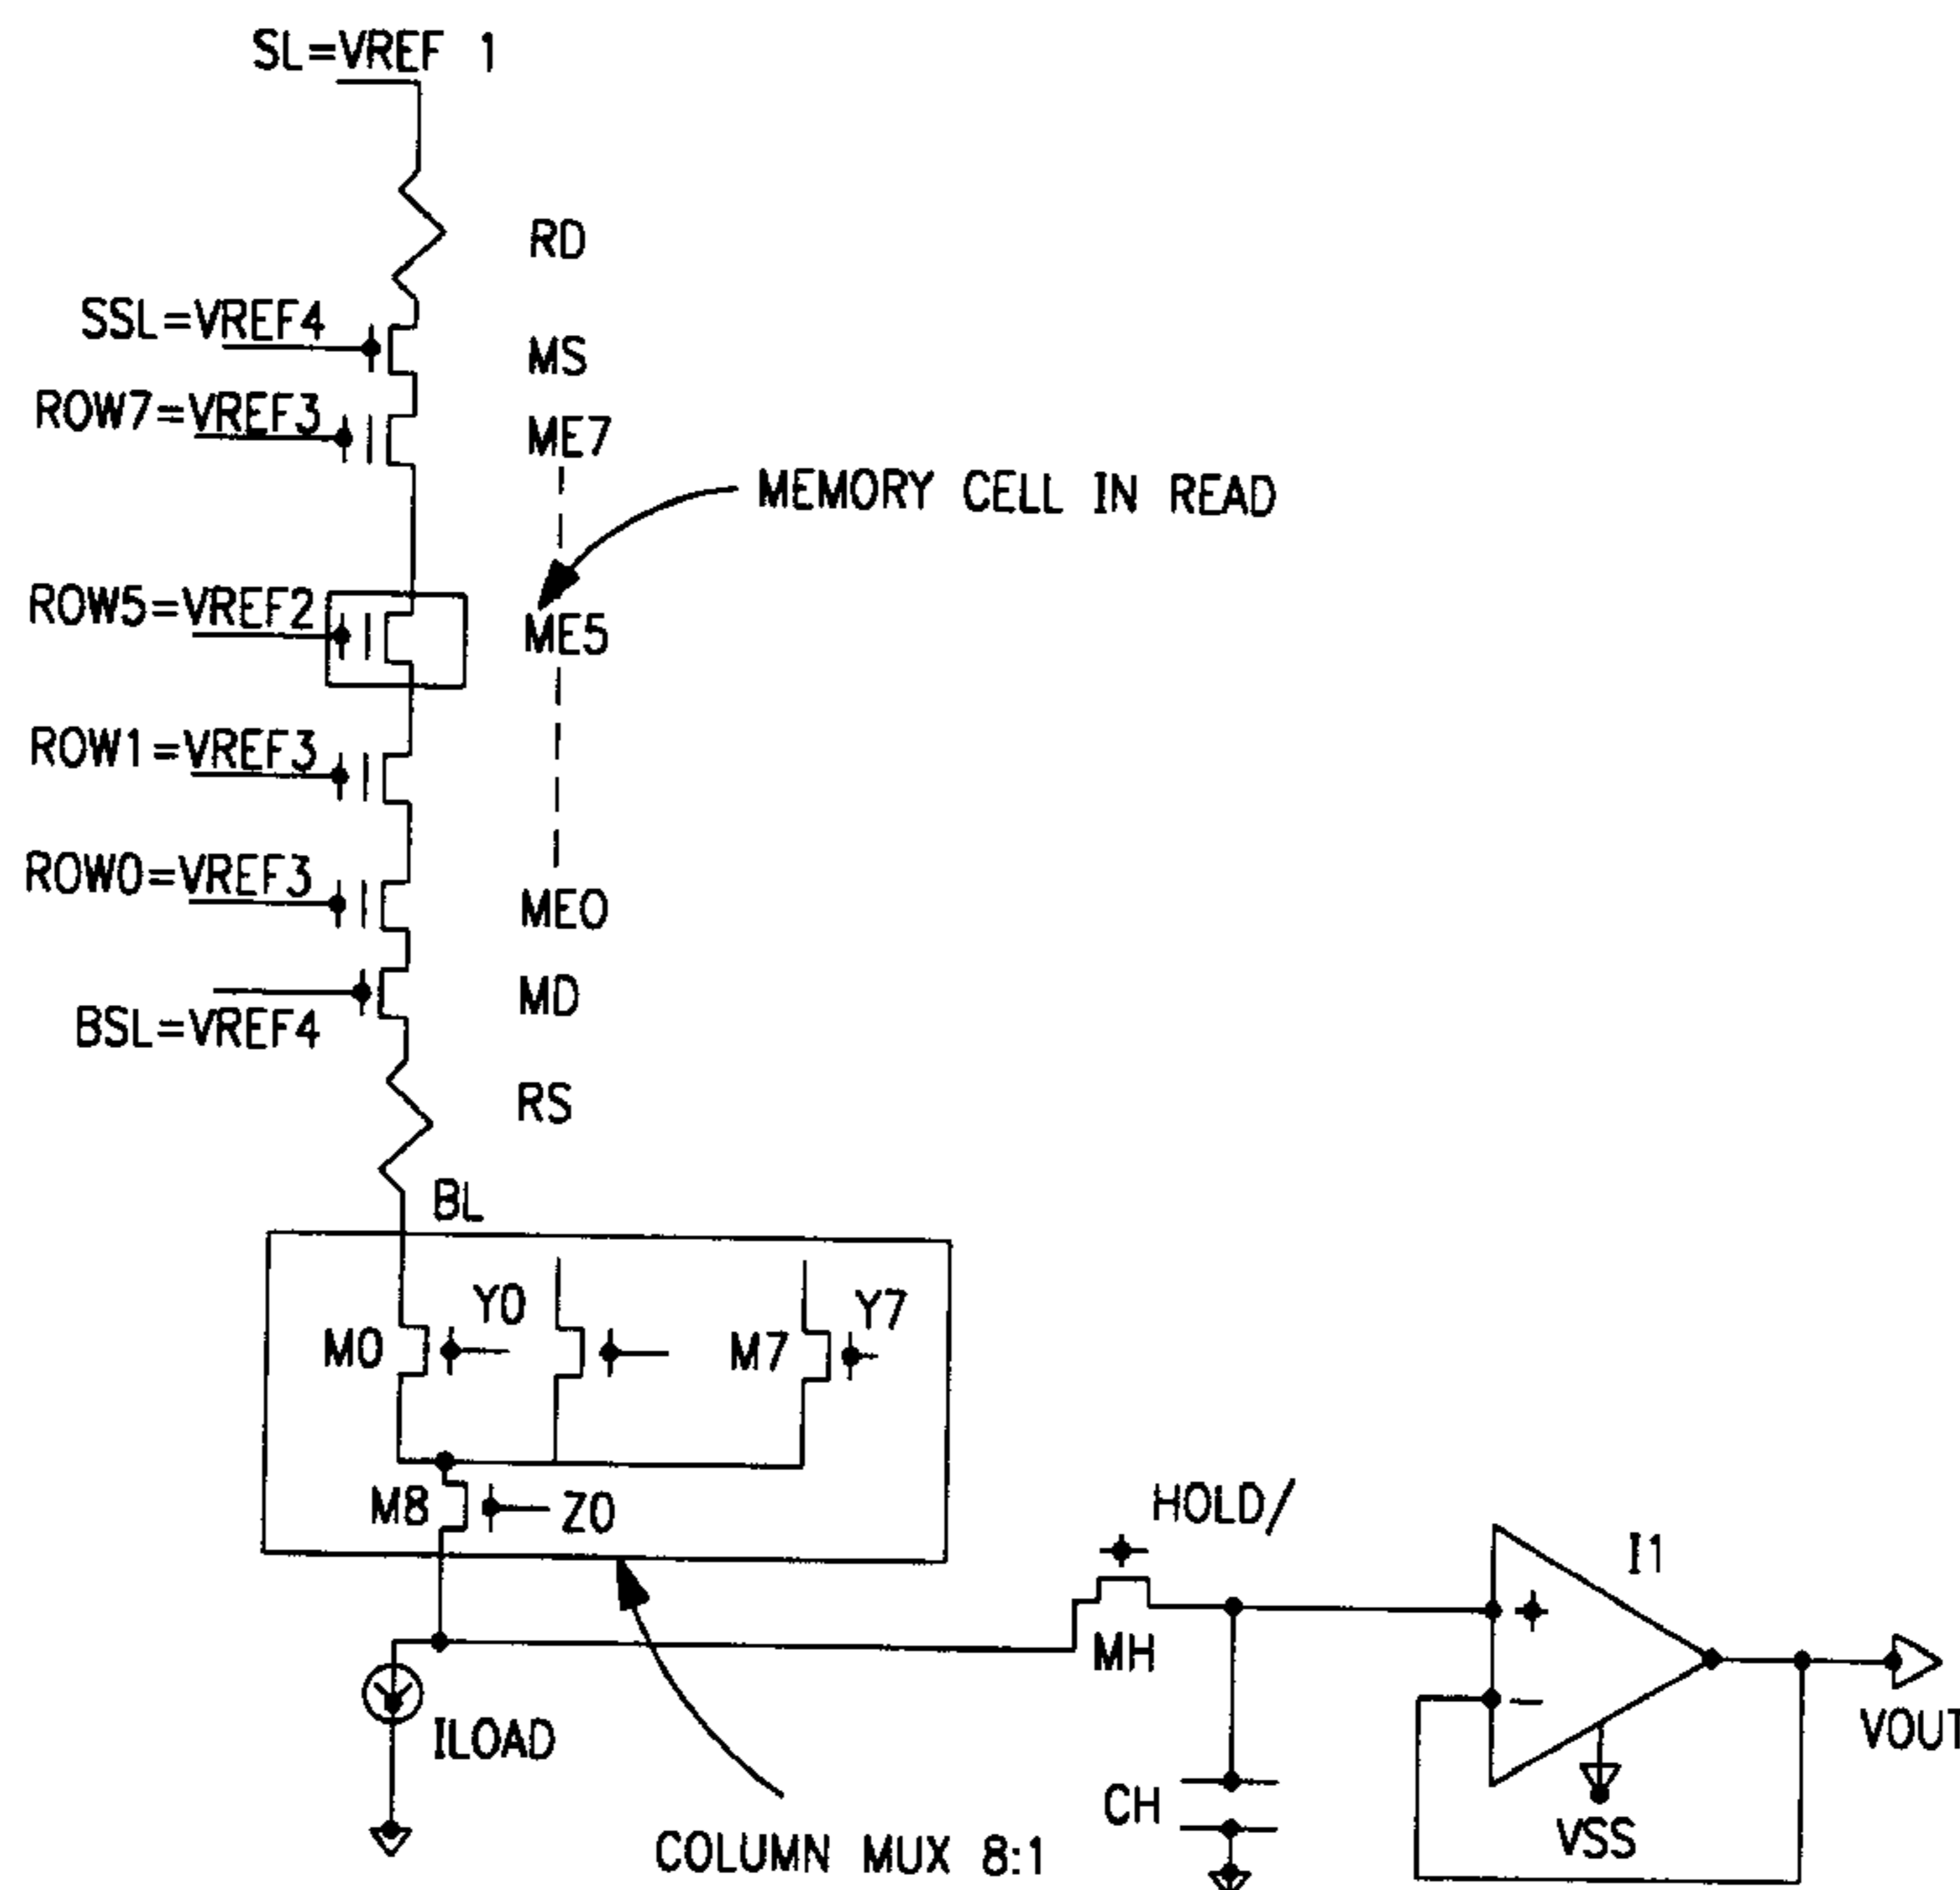 SL=VREF 1
RD
SSL=VREF4
MS
ROW7=VREF3
ME7
MEMORY CELL IN READ
ROW5=VREF2
ME5
ROW1=VREF3
ROW0=VREF3
ME0
MD
BSL=VREF4
RS
BL
Y0
Y7
M0
M7
M8
Z0
HOLD/
I1
+
MH
-
ILOAD
VOUT
CH
VSS
COLUMN MUX 8:1